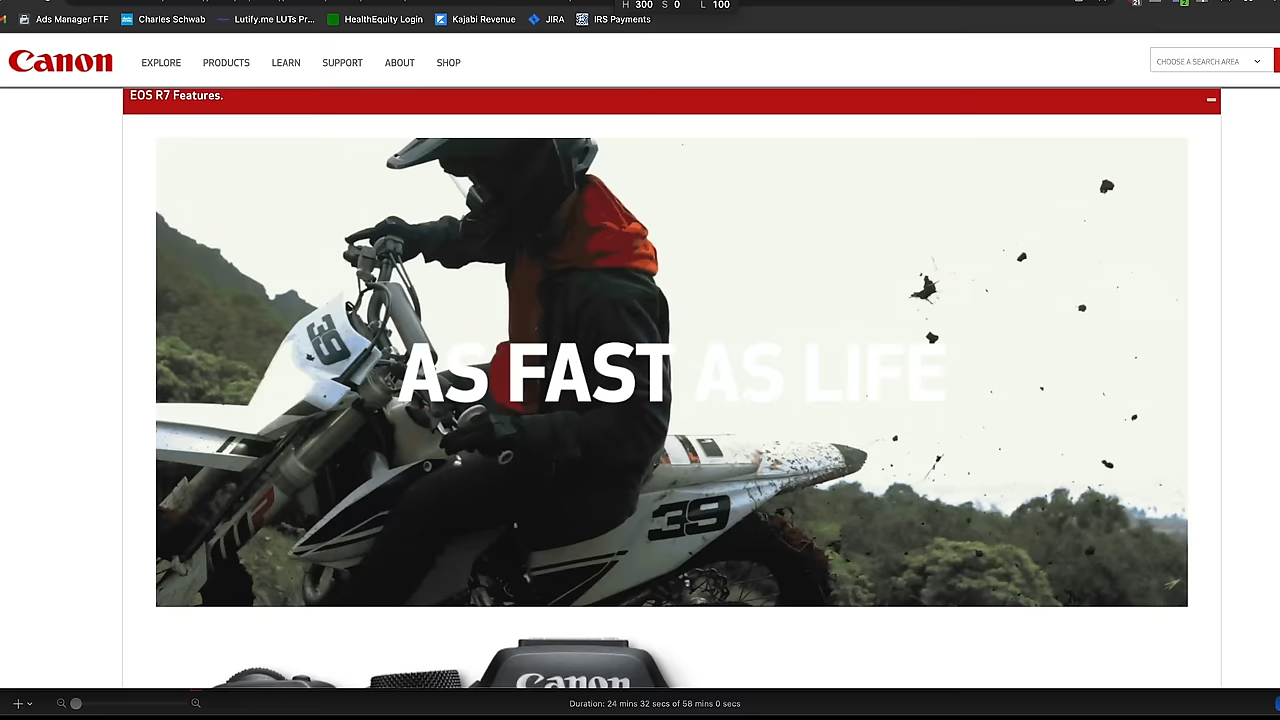 H 300 S 0 L 100
Ads Manager FTF Charles Schwab Lutify.me LUTs Pr... HealthEquity Login Kajabi Revenue JIRA IRS Payments
21 2
Canon EXPLORE PRODUCTS LEARN SUPPORT ABOUT SHOP CHOOSE A SEARCH AREA
EOS R7 Features.
39
AS FAST AS LIFE
39
Canon
Duration: 24 mins 32 secs of 58 mins 0 secs